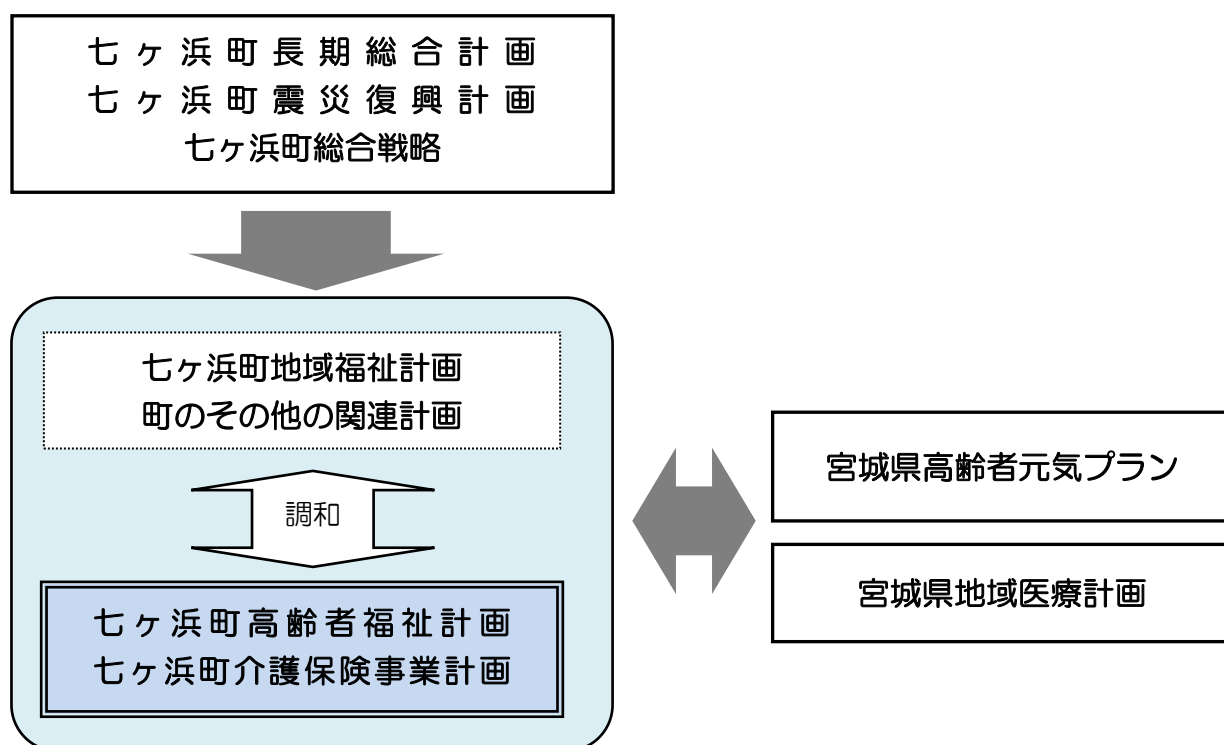 七ヶ浜町長期総合計画
七ヶ浜町震災復興計画
七ヶ浜町総合戦略
七ヶ浜町地域福祉計画
町のその他の関連計画
調和
七ヶ浜町高齢者福祉計画
七ヶ浜町介護保険事業計画
宮城県高齢者元気プラン
宮城県地域医療計画